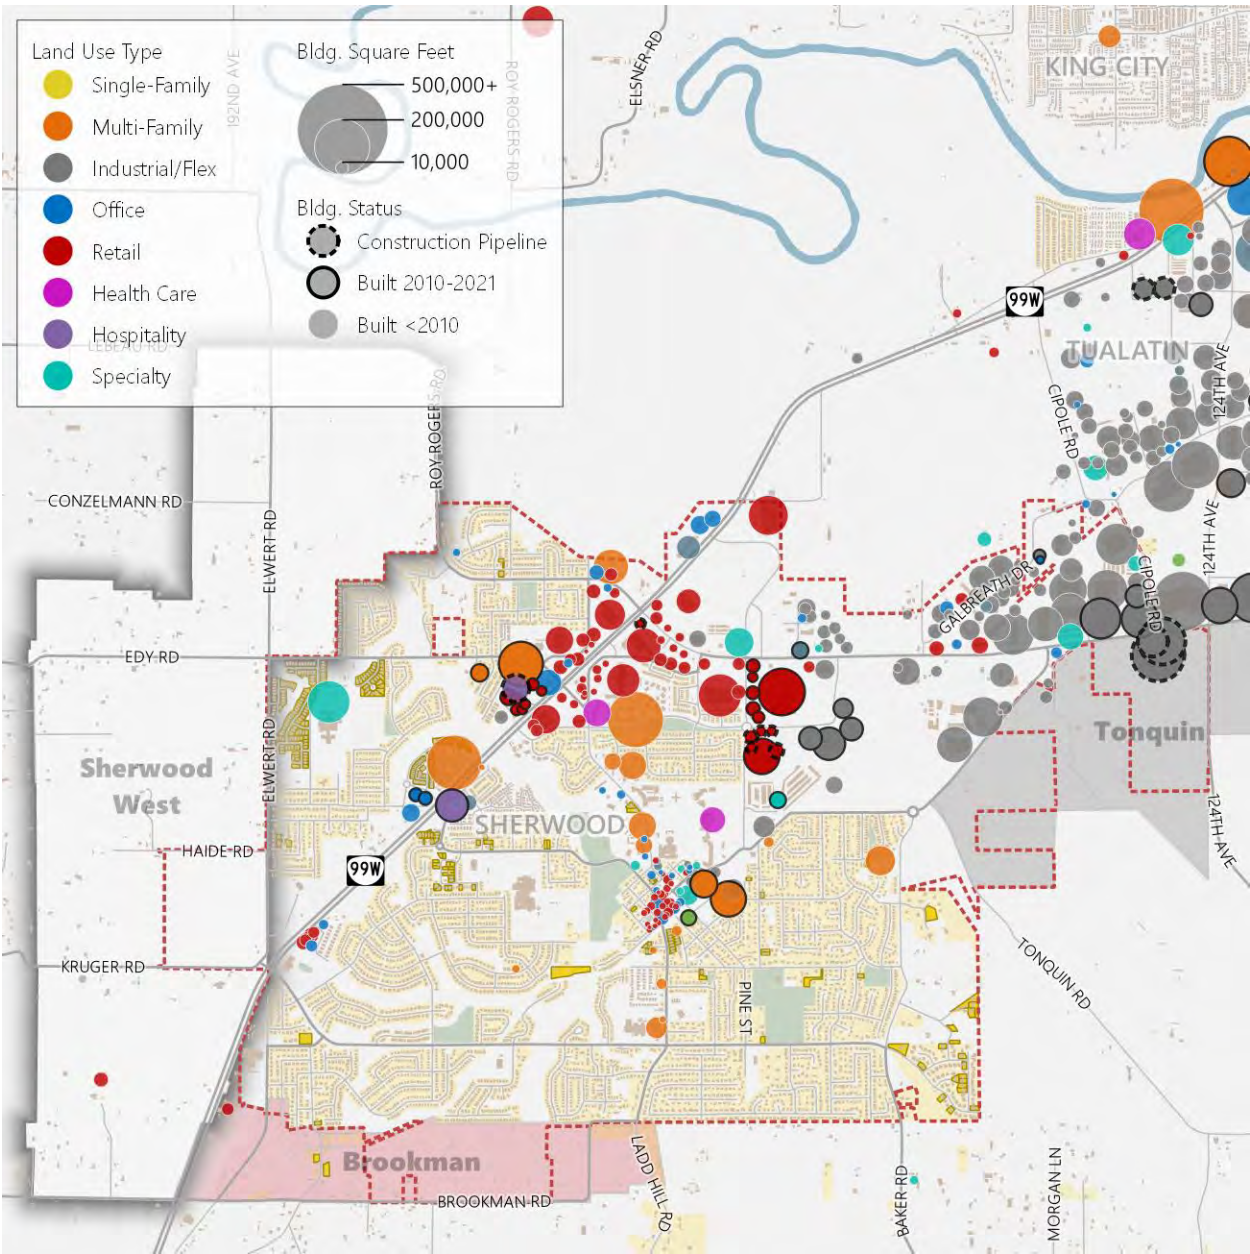 Land Use Type
Single-Family
Multi-Family
Industrial/Flex
Office
Retail
Health Care
Hospitality
Specialty
Bldg. Square Feet
500,000+
200,000
10,000
Bldg. Status
Construction Pipeline
Built 2010-2021
Built <2010
192ND AVE
ROY ROGERS RD
ELSNER RD
KING CITY
LEBEAU RD
99W
TUALATIN
124TH AVE
CIPOLE RD
ROY ROGERS RD
CONZELMANN RD
ELWERT RD
124TH AVE
GALBREATH DR
CIPOLE RD
EDY RD
Tonquin
Sherwood
West
ELWERT RD
SHERWOOD
124TH AVE
HAIDE RD
99W
KRUGER RD
TONQUIN RD
PINE ST
Brookman
LADD HILL RD
BROOKMAN RD
BAKER RD
MORGAN LN